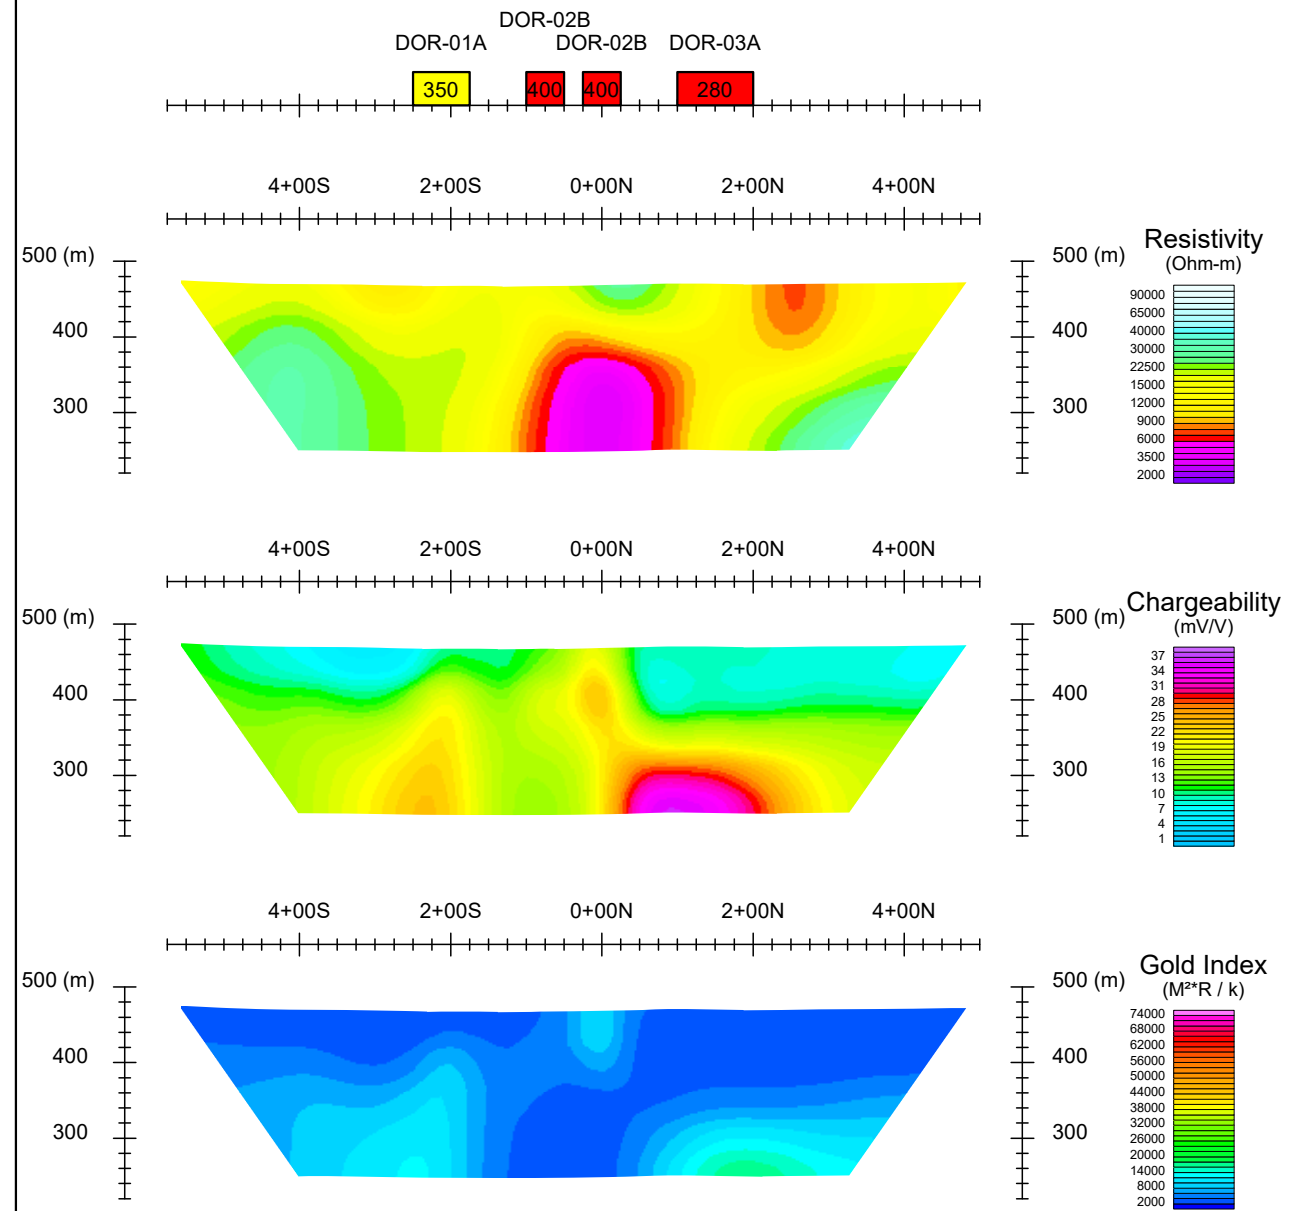 DOR-02B
DOR-01A DOR-02B DOR-03A
350 400 400 280
4+00S 2+00S 0+00N 2+00N 4+00N
500 (m) 500 (m)
400 400
300 300
Resistivity
(Ohm-m)
90000
65000
40000
30000
22500
15000
12000
9000
6000
3500
2000
4+00S 2+00S 0+00N 2+00N 4+00N
500 (m) 500 (m)
400 400
300 300
Chargeability
(mV/V)
37
34
31
28
25
22
19
16
13
10
7
4
1
4+00S 2+00S 0+00N 2+00N 4+00N
500 (m) 500 (m)
400 400
300 300
Gold Index
(M²*R / k)
74000
68000
62000
56000
50000
44000
38000
32000
26000
20000
14000
8000
2000